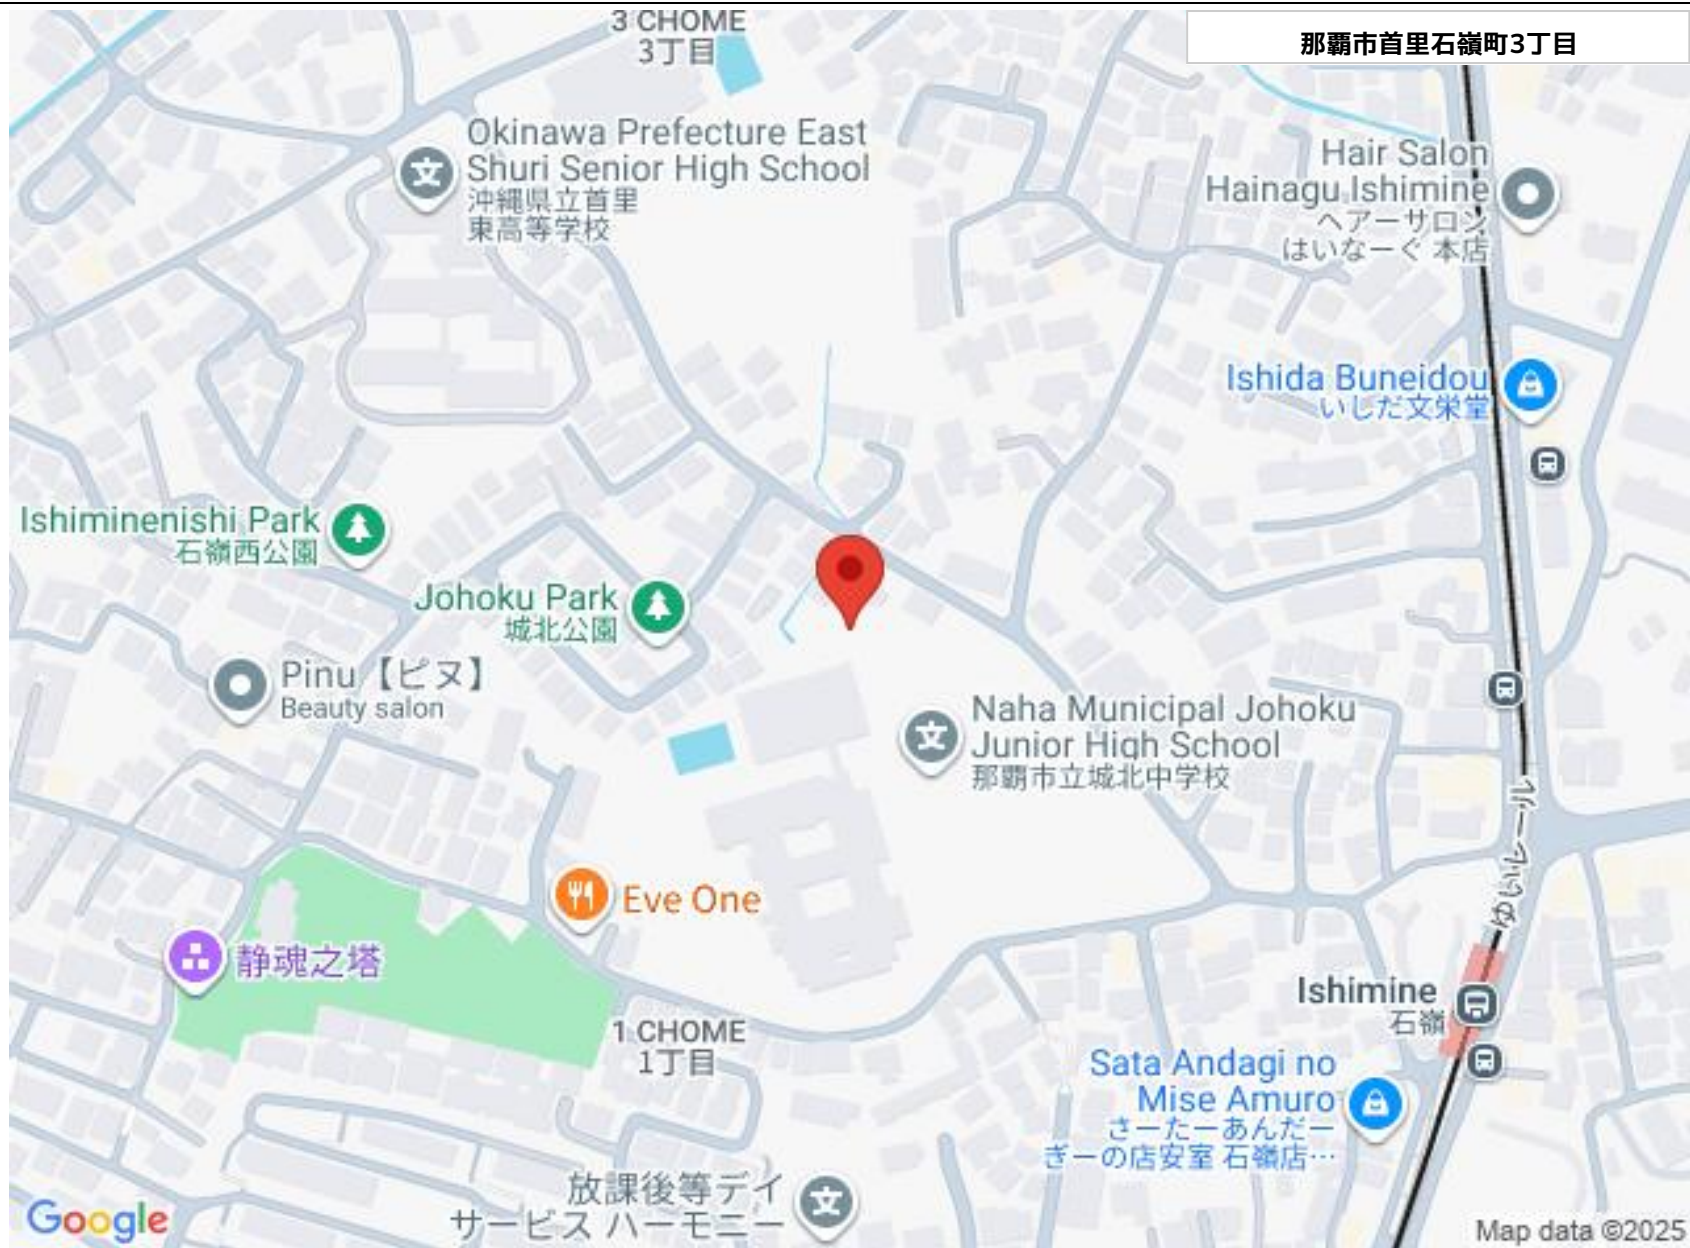 3 CHOME
3丁目
那覇市首里石嶺町3丁目
Okinawa Prefecture East
Shuri Senior High School
沖縄県立首里
東高等学校
Hair Salon
Hainagu Ishimine
ヘアーサロン
はいなーぐ 本店
Ishida Buneidou
いしだ文栄堂
Ishiminenishi Park
石嶺西公園
Johoku Park
城北公園
Pinu【ピヌ】
Beauty salon
Naha Municipal Johoku
Junior High School
那覇市立城北中学校
ゆいレール
Eve One
静魂之塔
Ishimine
石嶺
1 CHOME
1丁目
Sata Andagi no
Mise Amuro
さーたーあんだー
ぎーの店安室 石嶺店…
放課後等デイ
サービス ハーモニー
Google
Map data ©2025